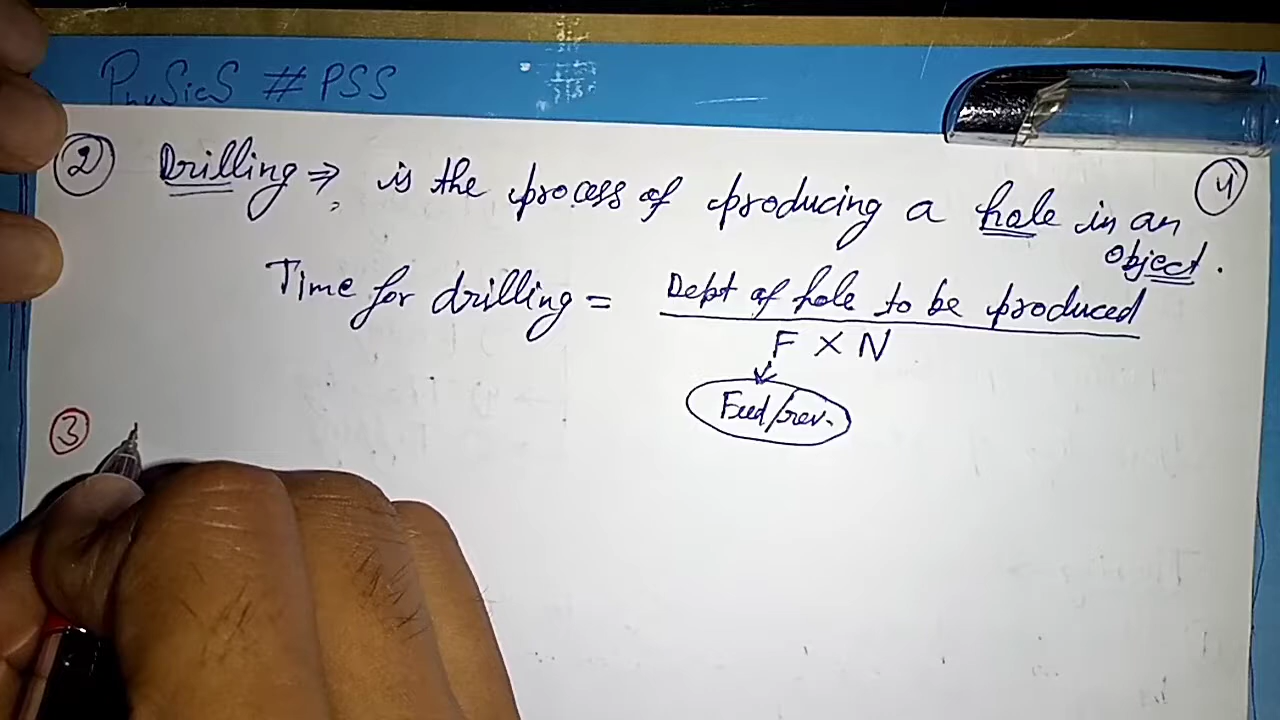 PhySicS # PSS
② Drilling ⇒ is the process of producing a hole in an object. ④
Time for drilling = Dept of hole to be produced
F × N
Feed/rev.
③